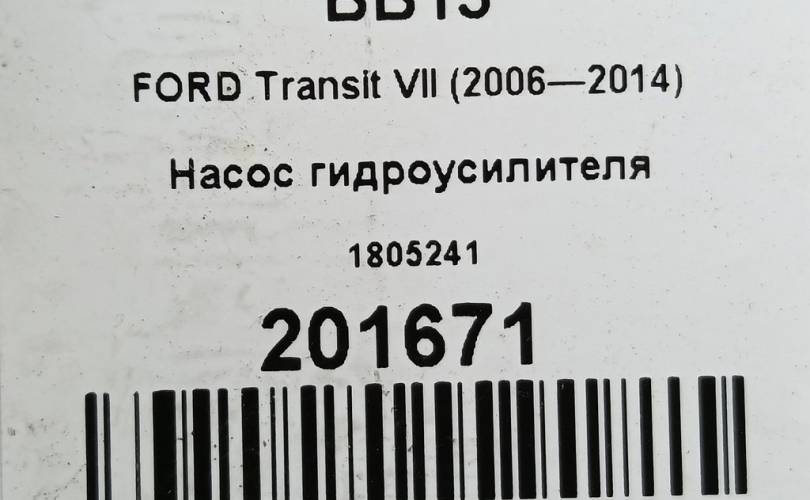 FORD Transit VII (2006—2014)
Насос гидроусилителя
1805241
201671